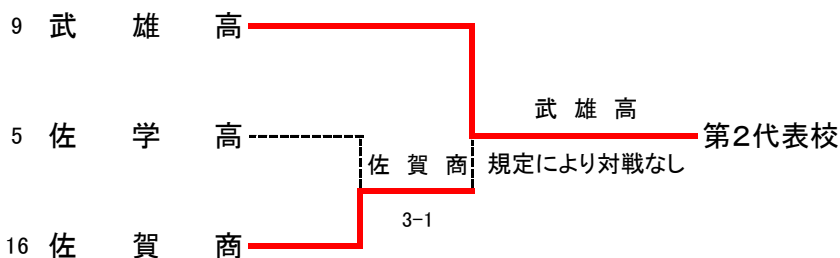 9 武雄高
武雄高
5 佐学高
第2代表校
佐賀商
規定により対戦なし
3-1
16 佐賀商